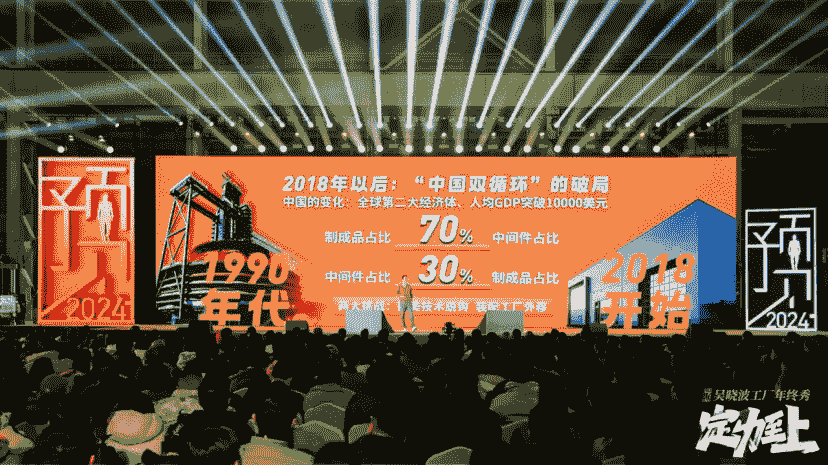 2018年以后：“中国双循环”的破局
中国的变化：全球第二大经济体、人均GDP突破10000美元
制成品占比 70% 中间件占比
中间件占比 30% 制成品占比
1990
年代
2018
开始
预见
2024
预见
2024
吴晓波工厂年终秀
定力至上